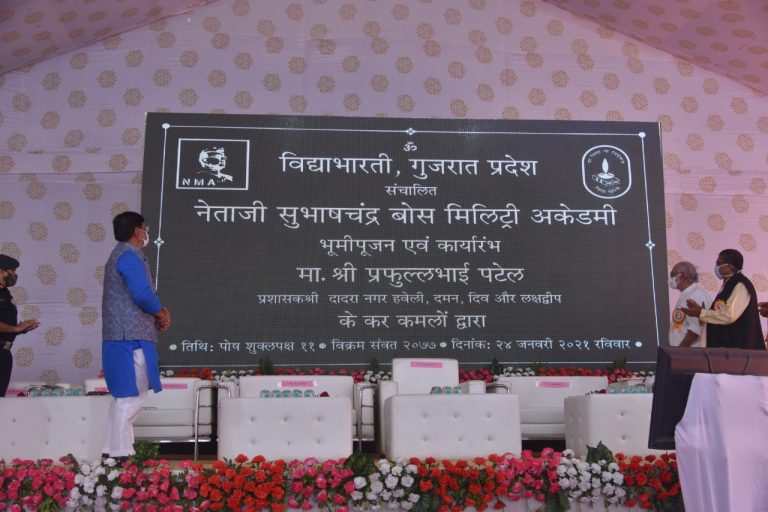 ॐ
विद्याभारती, गुजरात प्रदेश
संचालित
नेताजी सुभाषचंद्र बोस मिलिट्री अकेडमी
भूमीपूजन एवं कार्यारंभ
मा. श्री प्रफुल्लभाई पटेल
प्रशासकश्री दादरा नगर हवेली, दमन, दिव और लक्षद्वीप
के कर कमलों द्वारा
• तिथि: पोष शुक्लपक्ष ११ • विक्रम संवत २०७७ • दिनांक: २४ जनवरी २०२१ रविवार •
NMA